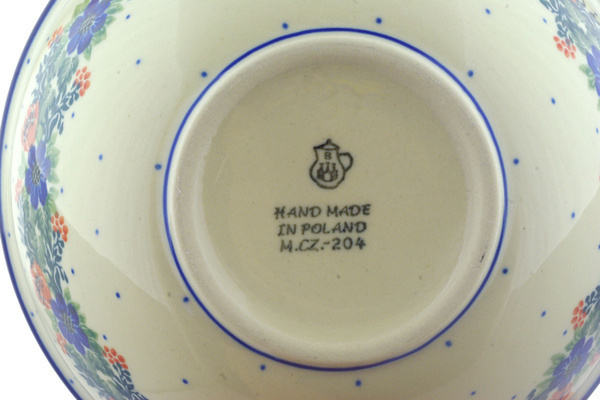 B
HAND MADE
IN POLAND
M.CZ.-204